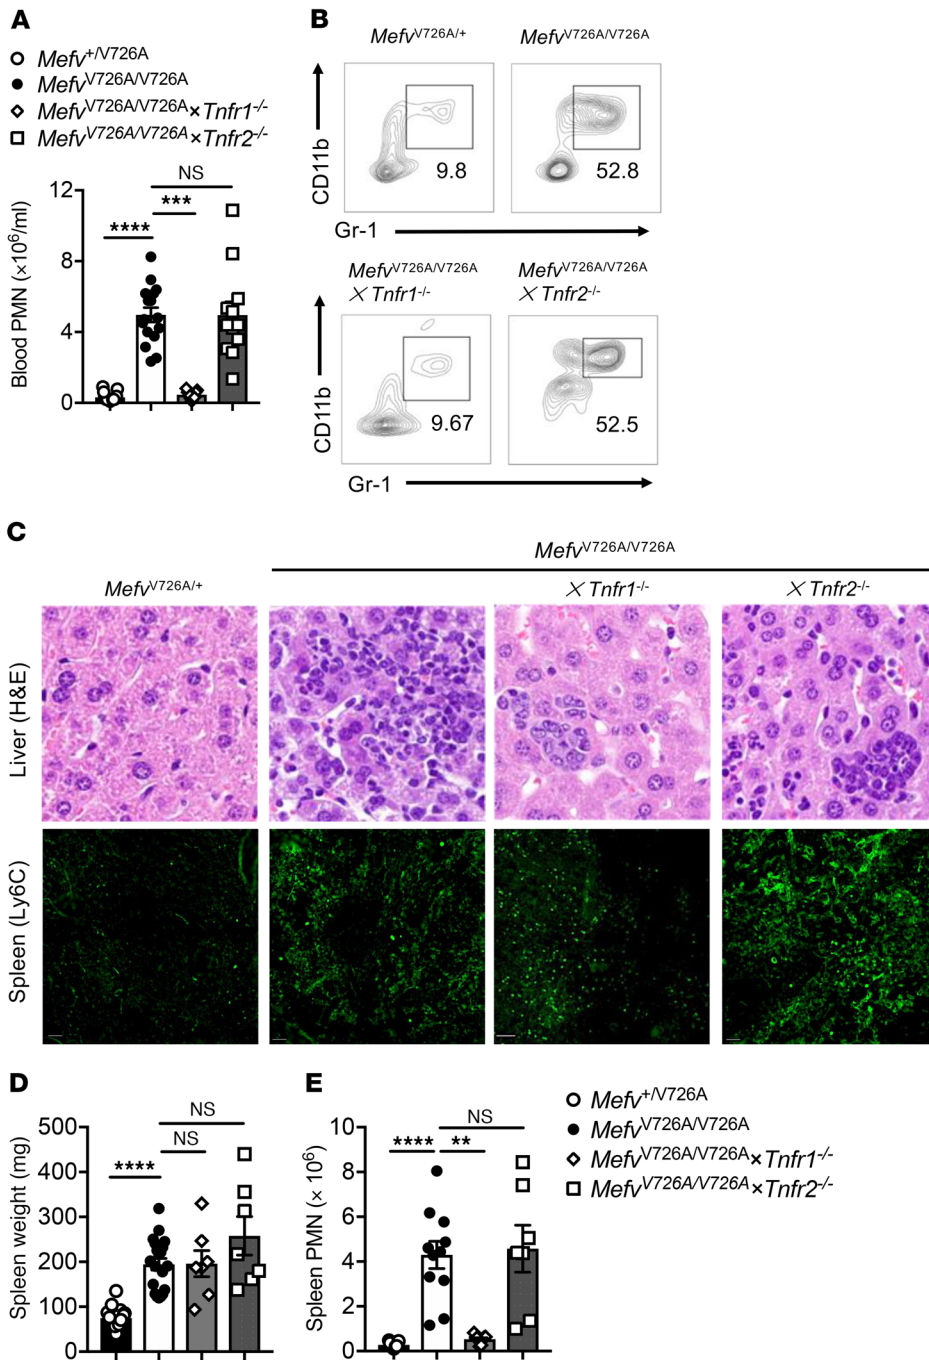 A
Mefv+/V726A
MefvV726A/V726A
MefvV726A/V726A×Tnfr1-/-
MefvV726A/V726A×Tnfr2-/-
Blood PMN (×10⁶/ml)
12
8
4
0
****
***
NS
B
MefvV726A/+
MefvV726A/V726A
CD11b
9.8
52.8
Gr-1
MefvV726A/V726A
× Tnfr1-/-
MefvV726A/V726A
× Tnfr2-/-
CD11b
9.67
52.5
Gr-1
C
MefvV726A/V726A
MefvV726A/+
× Tnfr1-/-
× Tnfr2-/-
Liver (H&E)
Spleen (Ly6C)
D
Spleen weight (mg)
500
400
300
200
100
0
****
NS
NS
E
Spleen PMN (× 10⁶)
10
8
6
4
2
0
****
**
NS
Mefv+/V726A
MefvV726A/V726A
MefvV726A/V726A×Tnfr1-/-
MefvV726A/V726A×Tnfr2-/-